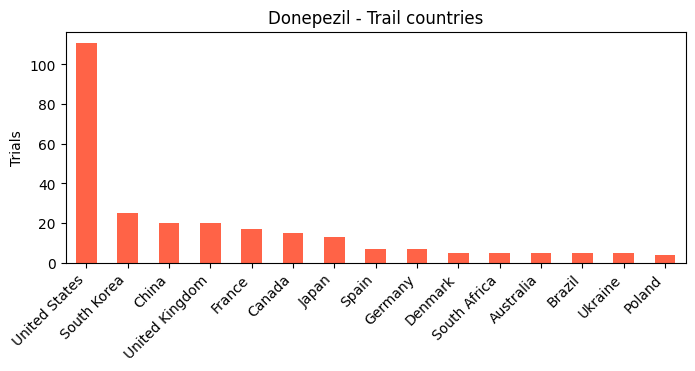 Donepezil - Trail countries
Trials
100
80
60
40
20
0
United States
South Korea
China
United Kingdom
France
Canada
Japan
Spain
Germany
Denmark
South Africa
Australia
Brazil
Ukraine
Poland